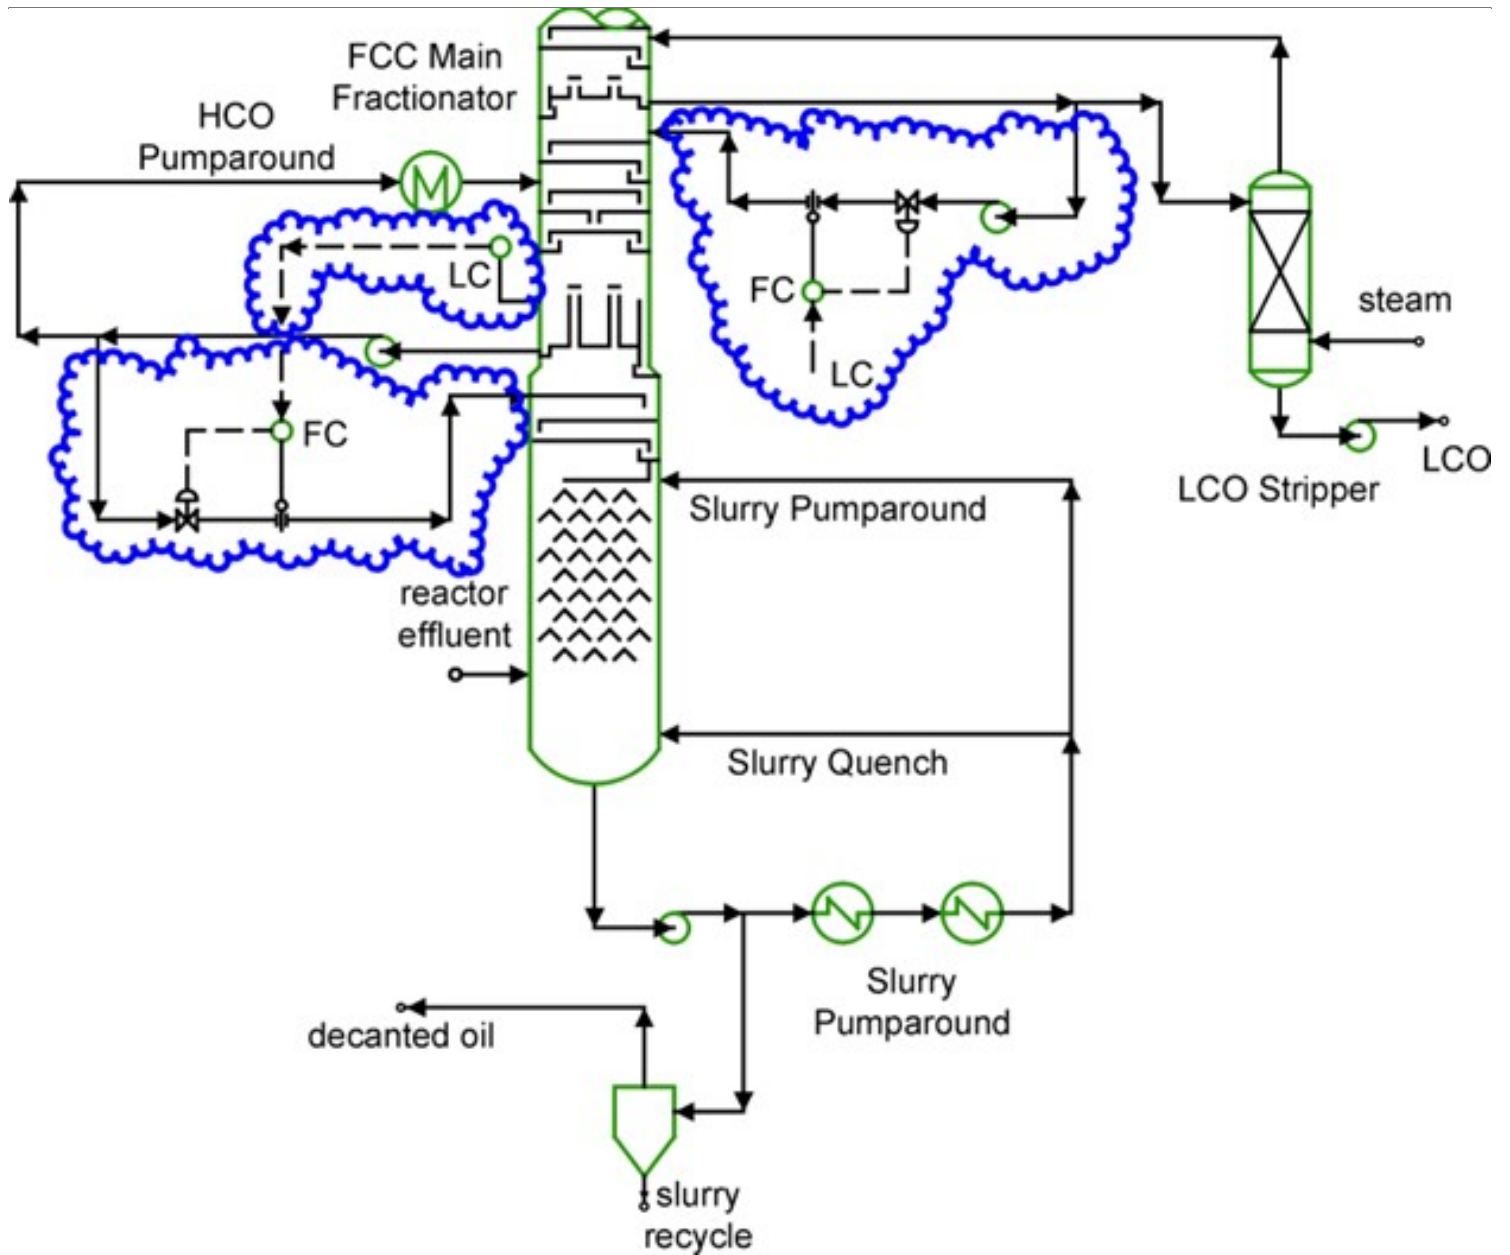 FCC Main
Fractionator
HCO
Pumparound
LC
FC
LC
steam
FC
LCO
LCO Stripper
Slurry Pumparound
reactor
effluent
Slurry Quench
Slurry
Pumparound
decanted oil
slurry
recycle